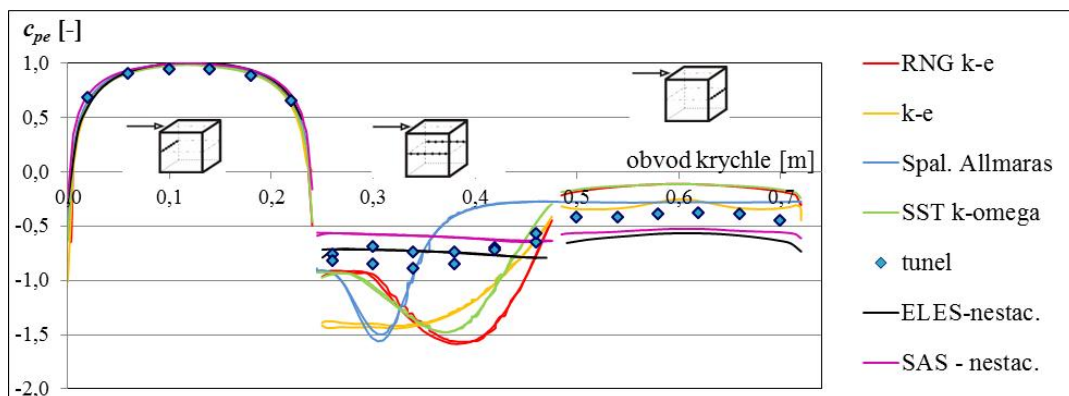 c_pe [-]
1,0
0,5
0,0
-0,5
-1,0
-1,5
-2,0
0,0 0,1 0,2 0,3 0,4 0,5 0,6 0,7
obvod krychle [m]
RNG k-e
k-e
Spal. Allmaras
SST k-omega
tunel
ELES-nestac.
SAS - nestac.